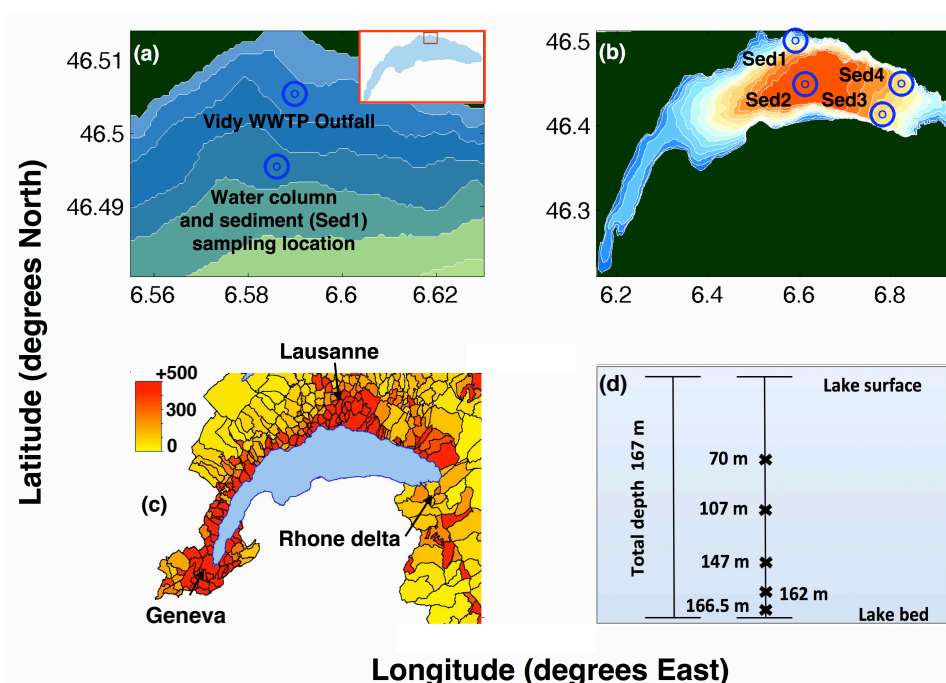 Latitude (degrees North)
(a)
46.51
46.5
46.49
Vidy WWTP Outfall
Water column
and sediment (Sed1)
sampling location
6.56
6.58
6.6
6.62
(b)
46.5
46.4
46.3
Sed1
Sed4
Sed2
Sed3
6.2
6.4
6.6
6.8
Lausanne
+500
300
0
(c)
Rhone delta
Geneva
(d)
Lake surface
Total depth 167 m
70 m
107 m
147 m
162 m
166.5 m
Lake bed
Longitude (degrees East)